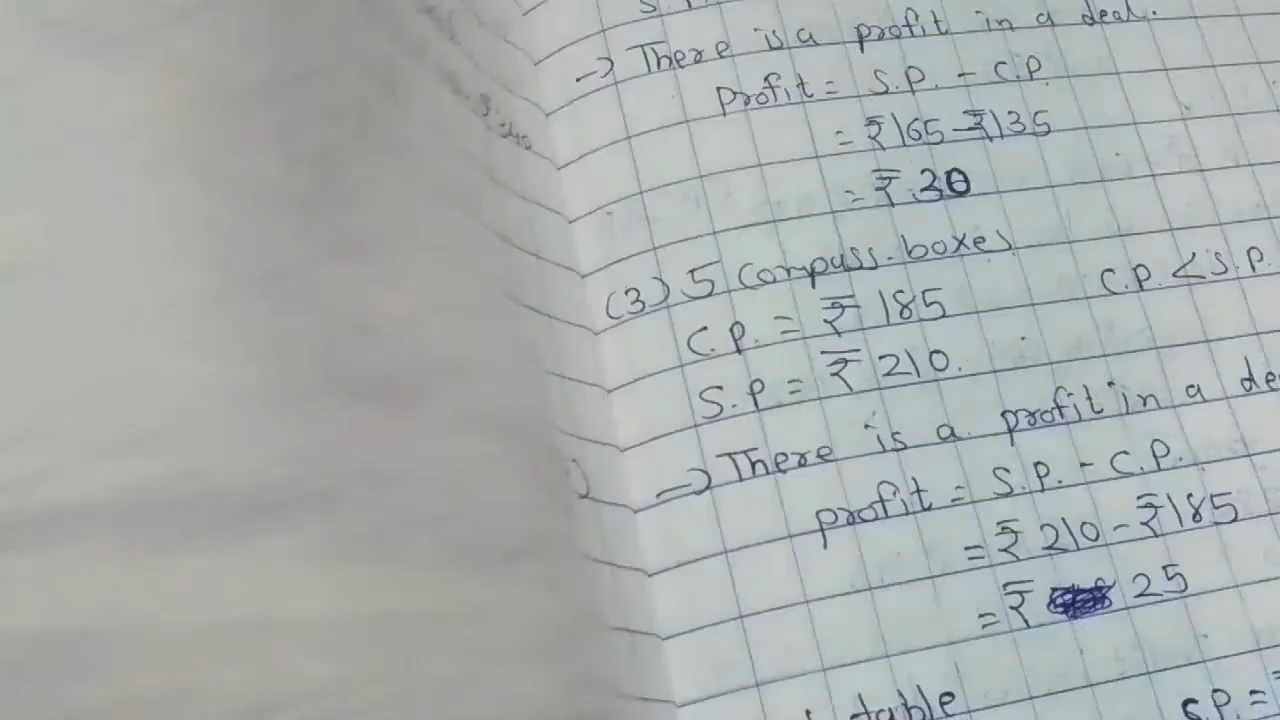 → There is a profit in a deal.
profit = S.P. - C.P.
= ₹165 - ₹135
= ₹ 30
(3) 5 Compass boxes
C.P. = ₹ 185 C.P. < S.P.
S.P = ₹ 210.
→ There is a profit in a
profit = S.P. - C.P.
= ₹ 210 - ₹185
= ₹ 25
table S.P. =